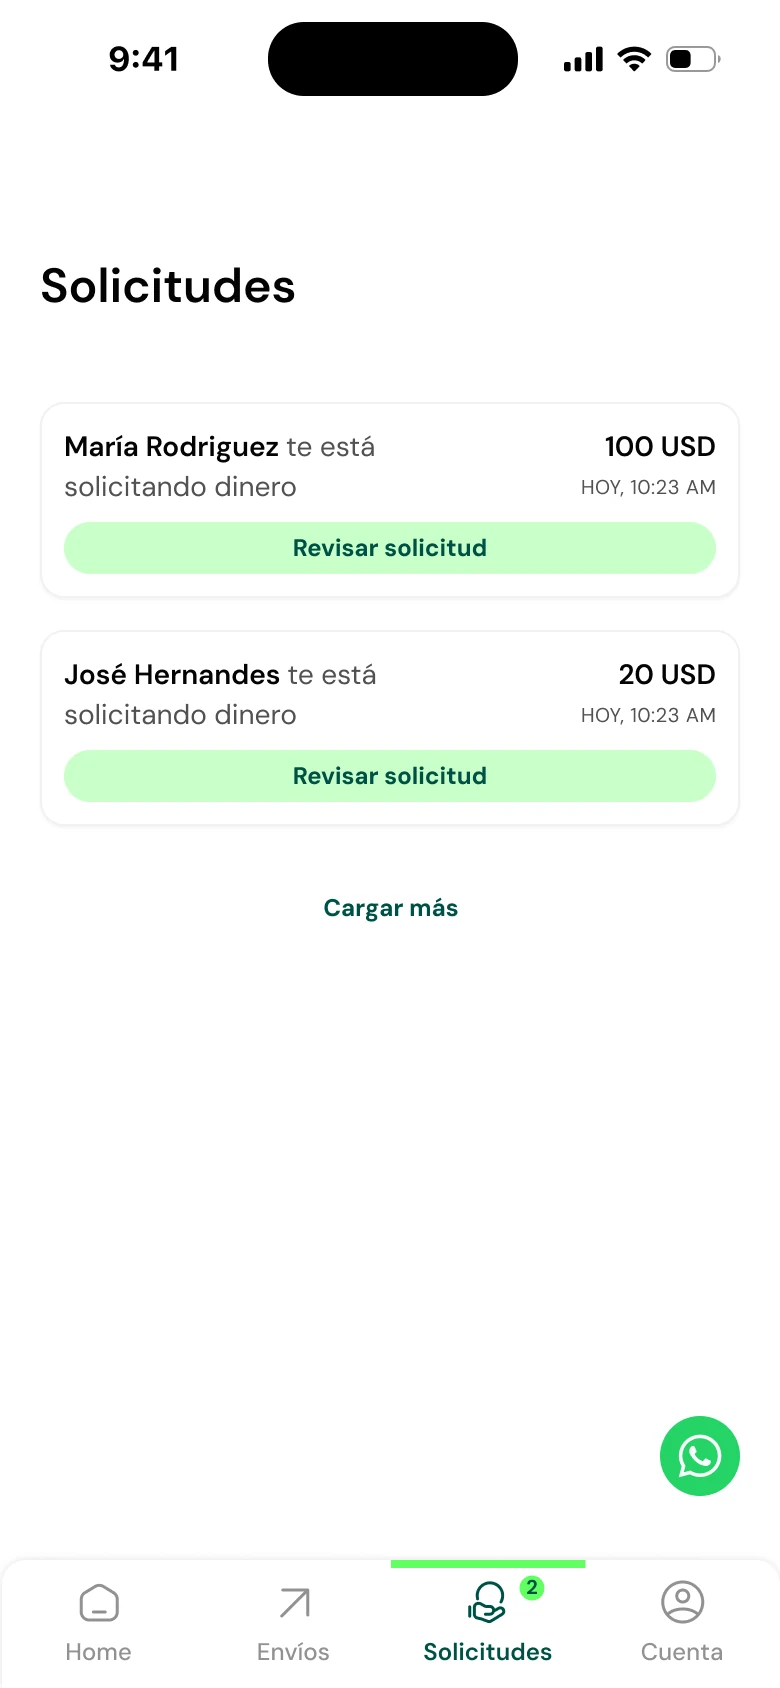 9:41
Solicitudes
María Rodriguez te está
solicitando dinero
100 USD
HOY, 10:23 AM
Revisar solicitud
José Hernandes te está
solicitando dinero
20 USD
HOY, 10:23 AM
Revisar solicitud
Cargar más
Home
Envíos
2
Solicitudes
Cuenta